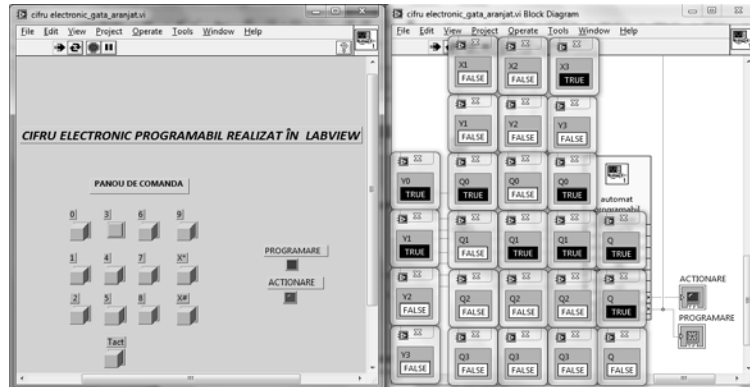 cifru electronic_gata_aranjat.vi
File Edit View Project Operate Tools Window Help
CIFRU ELECTRONIC PROGRAMABIL REALIZAT ÎN LABVIEW
PANOU DE COMANDA
0 3 6 9
1 4 7 X*
2 5 8 X#
Tact
PROGRAMARE
ACTIONARE
cifru electronic_gata_aranjat.vi Block Diagram
File Edit View Project Operate Tools Window Help
X1 X2 X3
FALSE FALSE TRUE
Y1 Y2 Y3
FALSE FALSE FALSE
Y0 Q0 Q0 Q0
TRUE TRUE FALSE TRUE
automat
programabil
Y1 Q1 Q1 Q1 Q
TRUE FALSE TRUE TRUE TRUE
Y2 Q2 Q2 Q2 Q
FALSE FALSE FALSE FALSE TRUE
Y3 Q3 Q3 Q3 Q
FALSE FALSE FALSE FALSE FALSE
ACTIONARE
PROGRAMARE